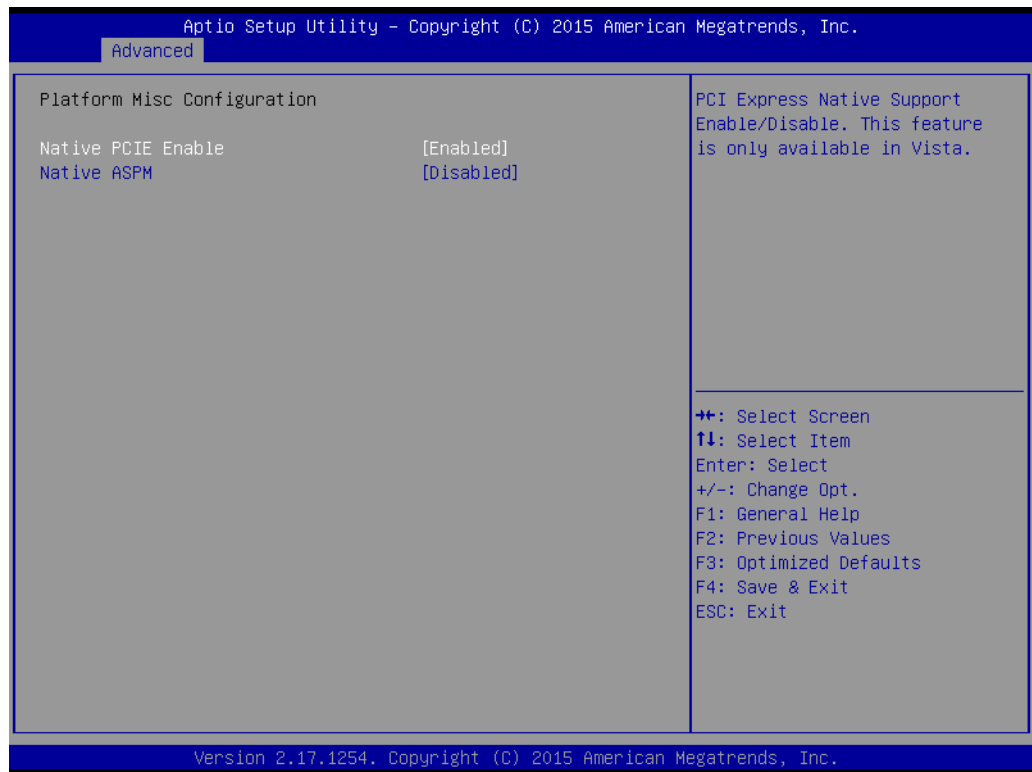 Aptio Setup Utility – Copyright (C) 2015 American Megatrends, Inc.
Advanced
Platform Misc Configuration
Native PCIE Enable [Enabled]
Native ASPM [Disabled]
PCI Express Native Support
Enable/Disable. This feature
is only available in Vista.
→←: Select Screen
↑↓: Select Item
Enter: Select
+/-: Change Opt.
F1: General Help
F2: Previous Values
F3: Optimized Defaults
F4: Save & Exit
ESC: Exit
Version 2.17.1254. Copyright (C) 2015 American Megatrends, Inc.